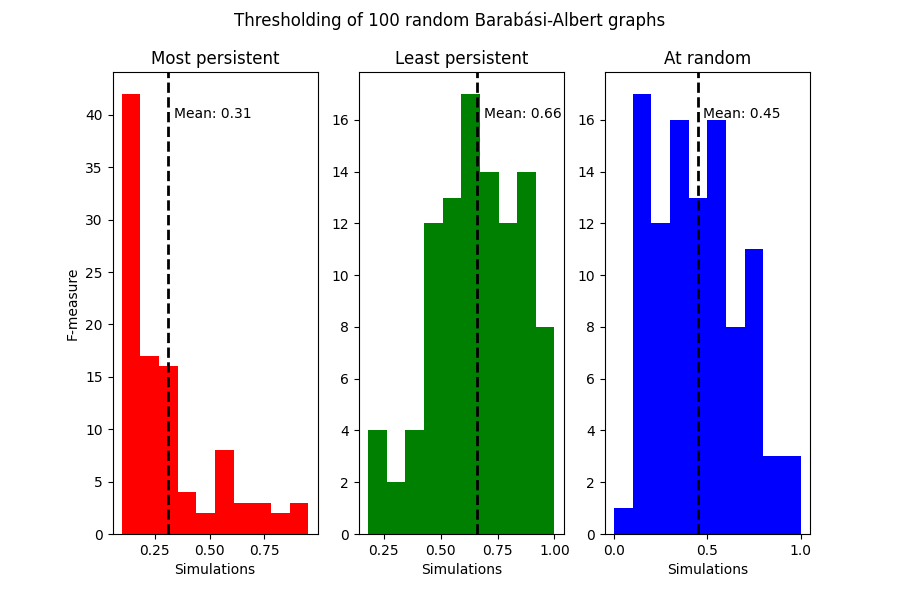 Thresholding of 100 random Barabási-Albert graphs
Most persistent
Mean: 0.31
F-measure
40
35
30
25
20
15
10
5
0
0.25 0.50 0.75
Simulations
Least persistent
Mean: 0.66
16
14
12
10
8
6
4
2
0
0.25 0.50 0.75 1.00
Simulations
At random
Mean: 0.45
16
14
12
10
8
6
4
2
0
0.0 0.5 1.0
Simulations